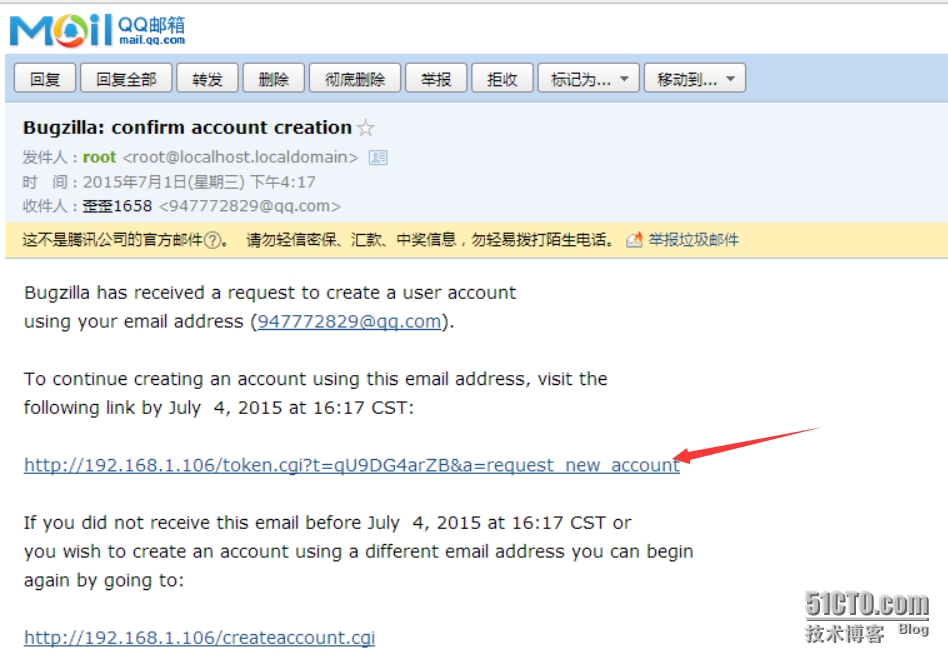 Mail QQ邮箱
mail.qq.com
回复 回复全部 转发 删除 彻底删除 举报 拒收 标记为... 移动到...
Bugzilla: confirm account creation
发件人：root <root@localhost.localdomain>
时 间：2015年7月1日(星期三) 下午4:17
收件人：歪歪1658 <947772829@qq.com>
这不是腾讯公司的官方邮件?。 请勿轻信密保、汇款、中奖信息，勿轻易拨打陌生电话。 举报垃圾邮件
Bugzilla has received a request to create a user account
using your email address (947772829@qq.com).
To continue creating an account using this email address, visit the
following link by July  4, 2015 at 16:17 CST:
http://192.168.1.106/token.cgi?t=qU9DG4arZB&a=request_new_account
If you did not receive this email before July  4, 2015 at 16:17 CST or
you wish to create an account using a different email address you can begin
again by going to:
http://192.168.1.106/createaccount.cgi
51CTO.com
技术博客 Blog